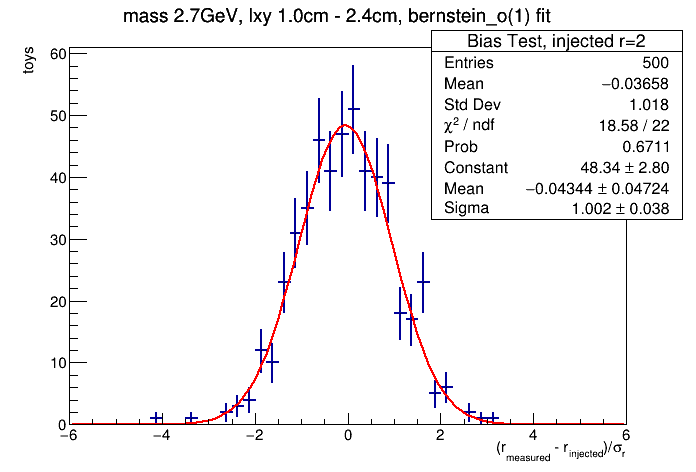 mass 2.7GeV, lxy 1.0cm - 2.4cm, bernstein_o(1) fit
Bias Test, injected r=2
Entries 500
Mean −0.03658
Std Dev 1.018
χ² / ndf 18.58 / 22
Prob 0.6711
Constant 48.34 ± 2.80
Mean −0.04344 ± 0.04724
Sigma 1.002 ± 0.038
toys
60
50
40
30
20
10
0
−6 −4 −2 0 2 4 6
(r_measured - r_injected)/σ_r